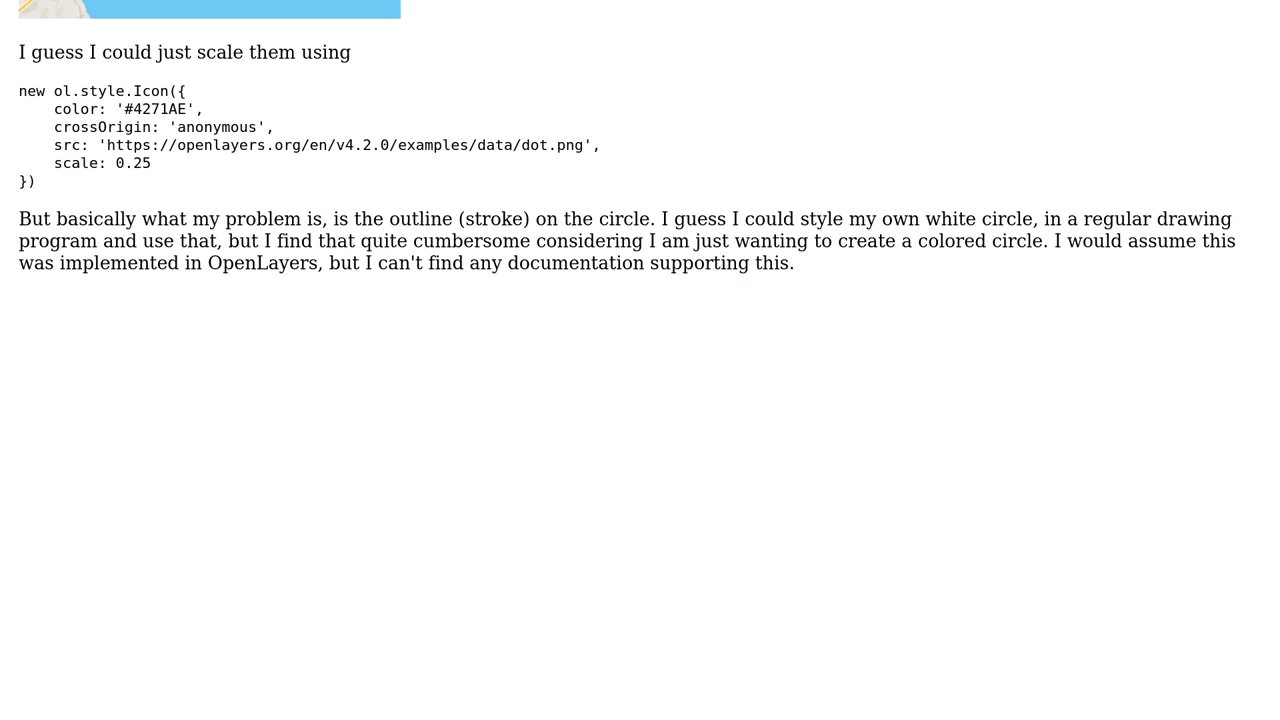 I guess I could just scale them using
new ol.style.Icon({
    color: '#4271AE',
    crossOrigin: 'anonymous',
    src: 'https://openlayers.org/en/v4.2.0/examples/data/dot.png',
    scale: 0.25
})
But basically what my problem is, is the outline (stroke) on the circle. I guess I could style my own white circle, in a regular drawing
program and use that, but I find that quite cumbersome considering I am just wanting to create a colored circle. I would assume this
was implemented in OpenLayers, but I can't find any documentation supporting this.